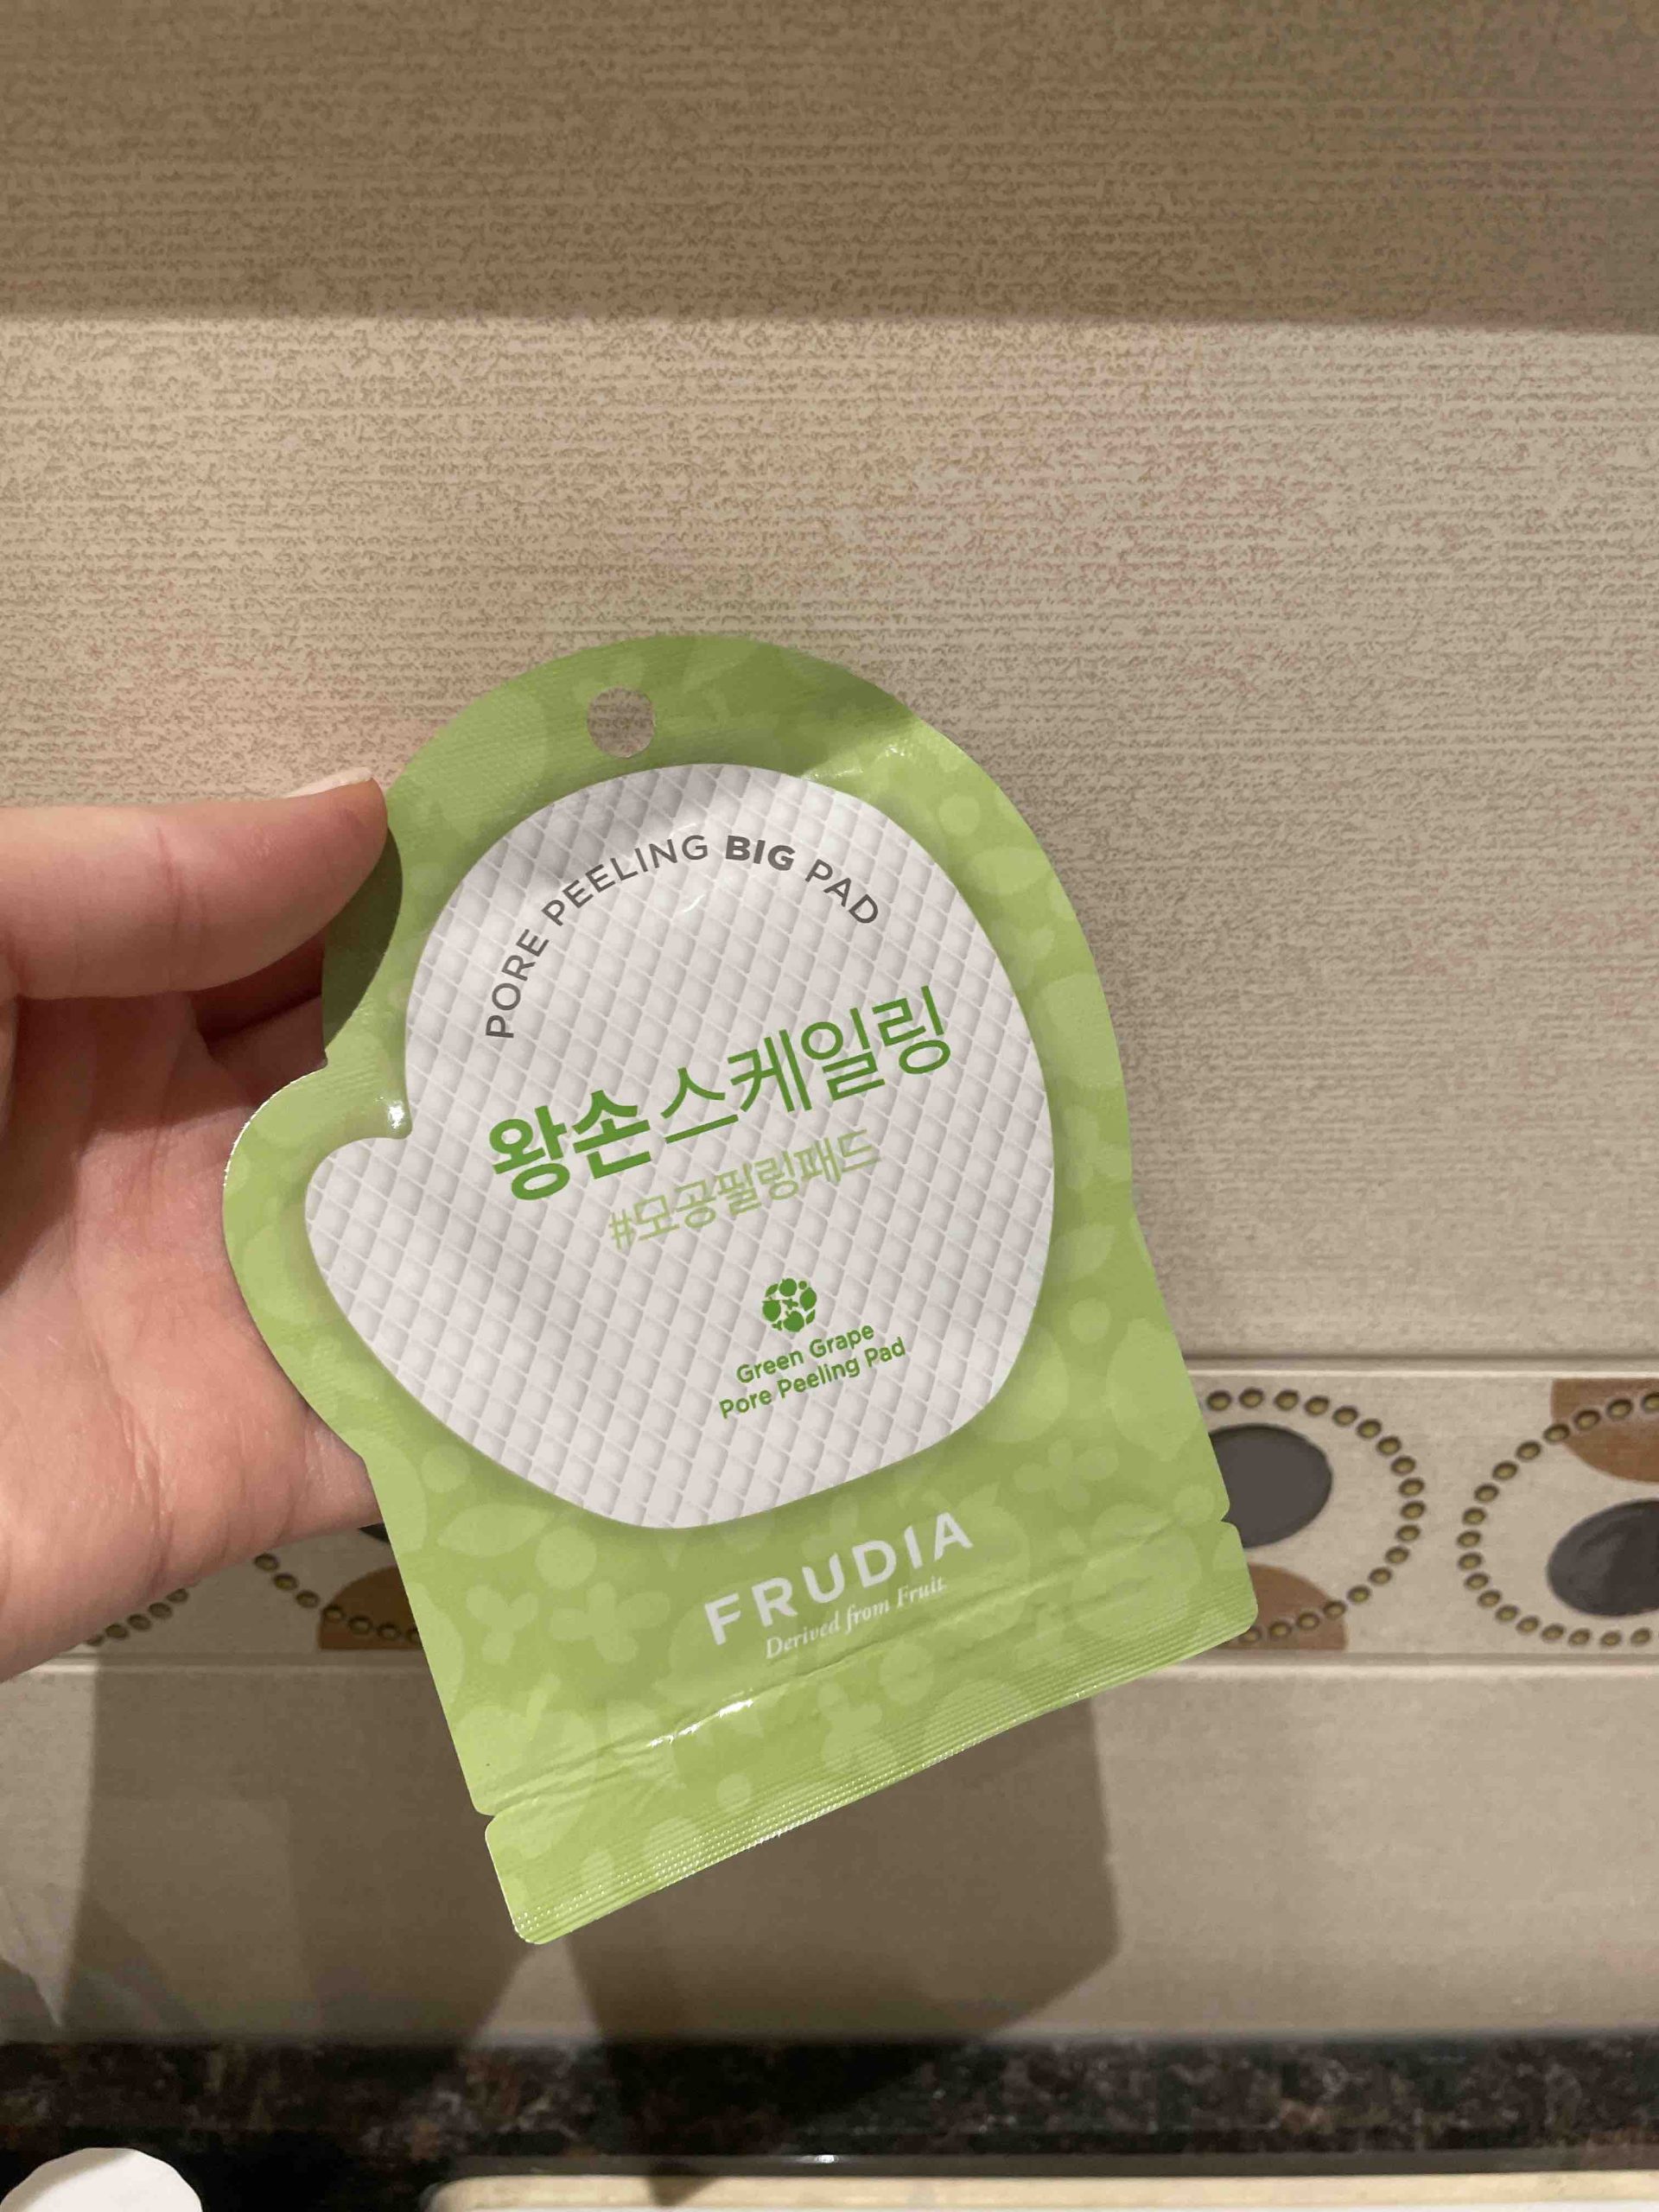 PORE PEELING BIG PAD
왕손스케일링
#모공필링패드
Green Grape
Pore Peeling Pad
FRUDIA
Derived from Fruit